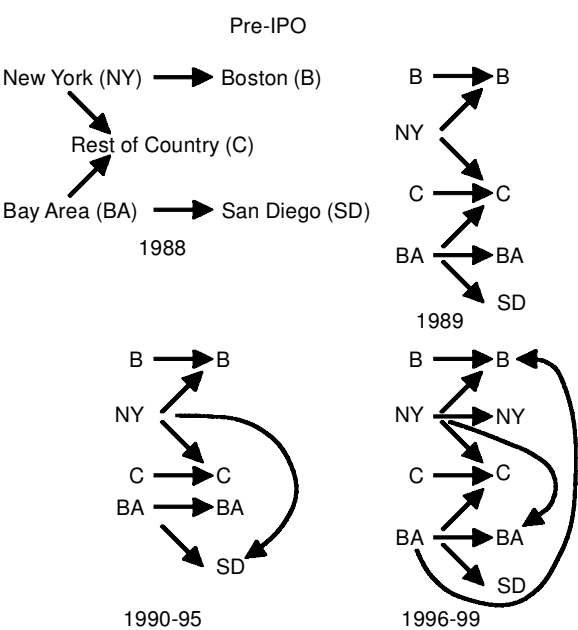 Pre-IPO
New York (NY) Boston (B)
Rest of Country (C)
Bay Area (BA) San Diego (SD)
1988
B B
NY
C C
BA BA
SD
1989
B B
NY
C C
BA BA
SD
1990-95
B B
NY NY
C C
BA BA
SD
1996-99